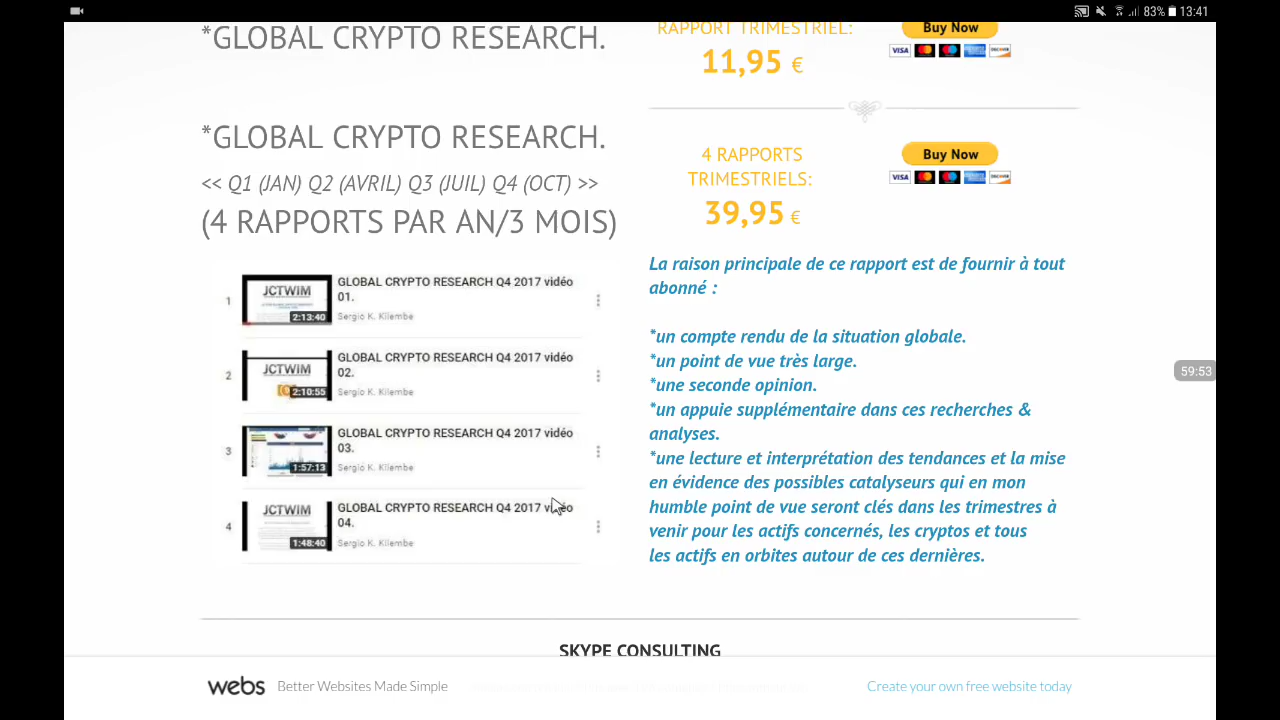 83% 13:41
*GLOBAL CRYPTO RESEARCH.
RAPPORT TRIMESTRIEL:
11,95 €
Buy Now
VISA
DISCOVER
*GLOBAL CRYPTO RESEARCH.
<< Q1 (JAN) Q2 (AVRIL) Q3 (JUIL) Q4 (OCT) >>
(4 RAPPORTS PAR AN/3 MOIS)
4 RAPPORTS
TRIMESTRIELS:
39,95 €
Buy Now
VISA
DISCOVER
1
JCTWIM
2:13:40
GLOBAL CRYPTO RESEARCH Q4 2017 vidéo
01.
Sergio K. Kilembe
2
JCTWIM
2:10:55
GLOBAL CRYPTO RESEARCH Q4 2017 vidéo
02.
Sergio K. Kilembe
3
1:57:13
GLOBAL CRYPTO RESEARCH Q4 2017 vidéo
03.
Sergio K. Kilembe
4
JCTWIM
1:48:40
GLOBAL CRYPTO RESEARCH Q4 2017 vidéo
04.
Sergio K. Kilembe
La raison principale de ce rapport est de fournir à tout
abonné :
*un compte rendu de la situation globale.
*un point de vue très large.
*une seconde opinion.
*un appuie supplémentaire dans ces recherches &
analyses.
*une lecture et interprétation des tendances et la mise
en évidence des possibles catalyseurs qui en mon
humble point de vue seront clés dans les trimestres à
venir pour les actifs concernés, les cryptos et tous
les actifs en orbites autour de ces dernières.
59:53
SKYPE CONSULTING
webs Better Websites Made Simple
Create your own free website today